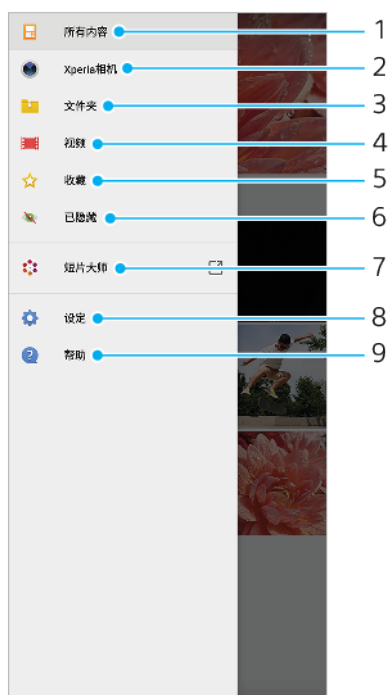 所有内容 1
Xperia相机 2
文件夹 3
视频 4
收藏 5
已隐藏 6
短片大师 7
设定 8
帮助 9